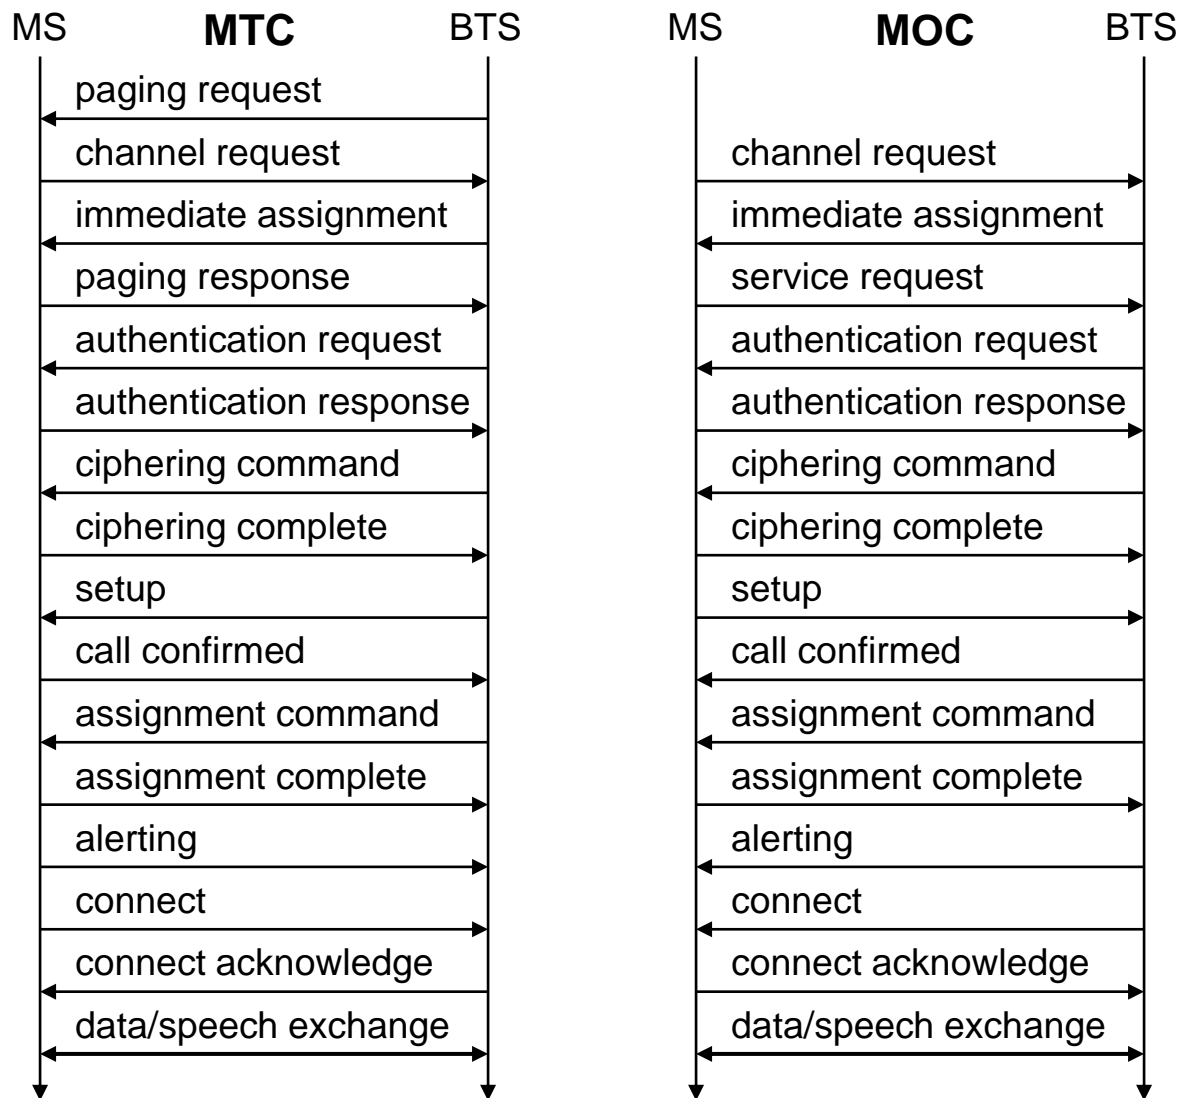 MS MTC BTS
paging request
channel request
immediate assignment
paging response
authentication request
authentication response
ciphering command
ciphering complete
setup
call confirmed
assignment command
assignment complete
alerting
connect
connect acknowledge
data/speech exchange
MS MOC BTS
channel request
immediate assignment
service request
authentication request
authentication response
ciphering command
ciphering complete
setup
call confirmed
assignment command
assignment complete
alerting
connect
connect acknowledge
data/speech exchange